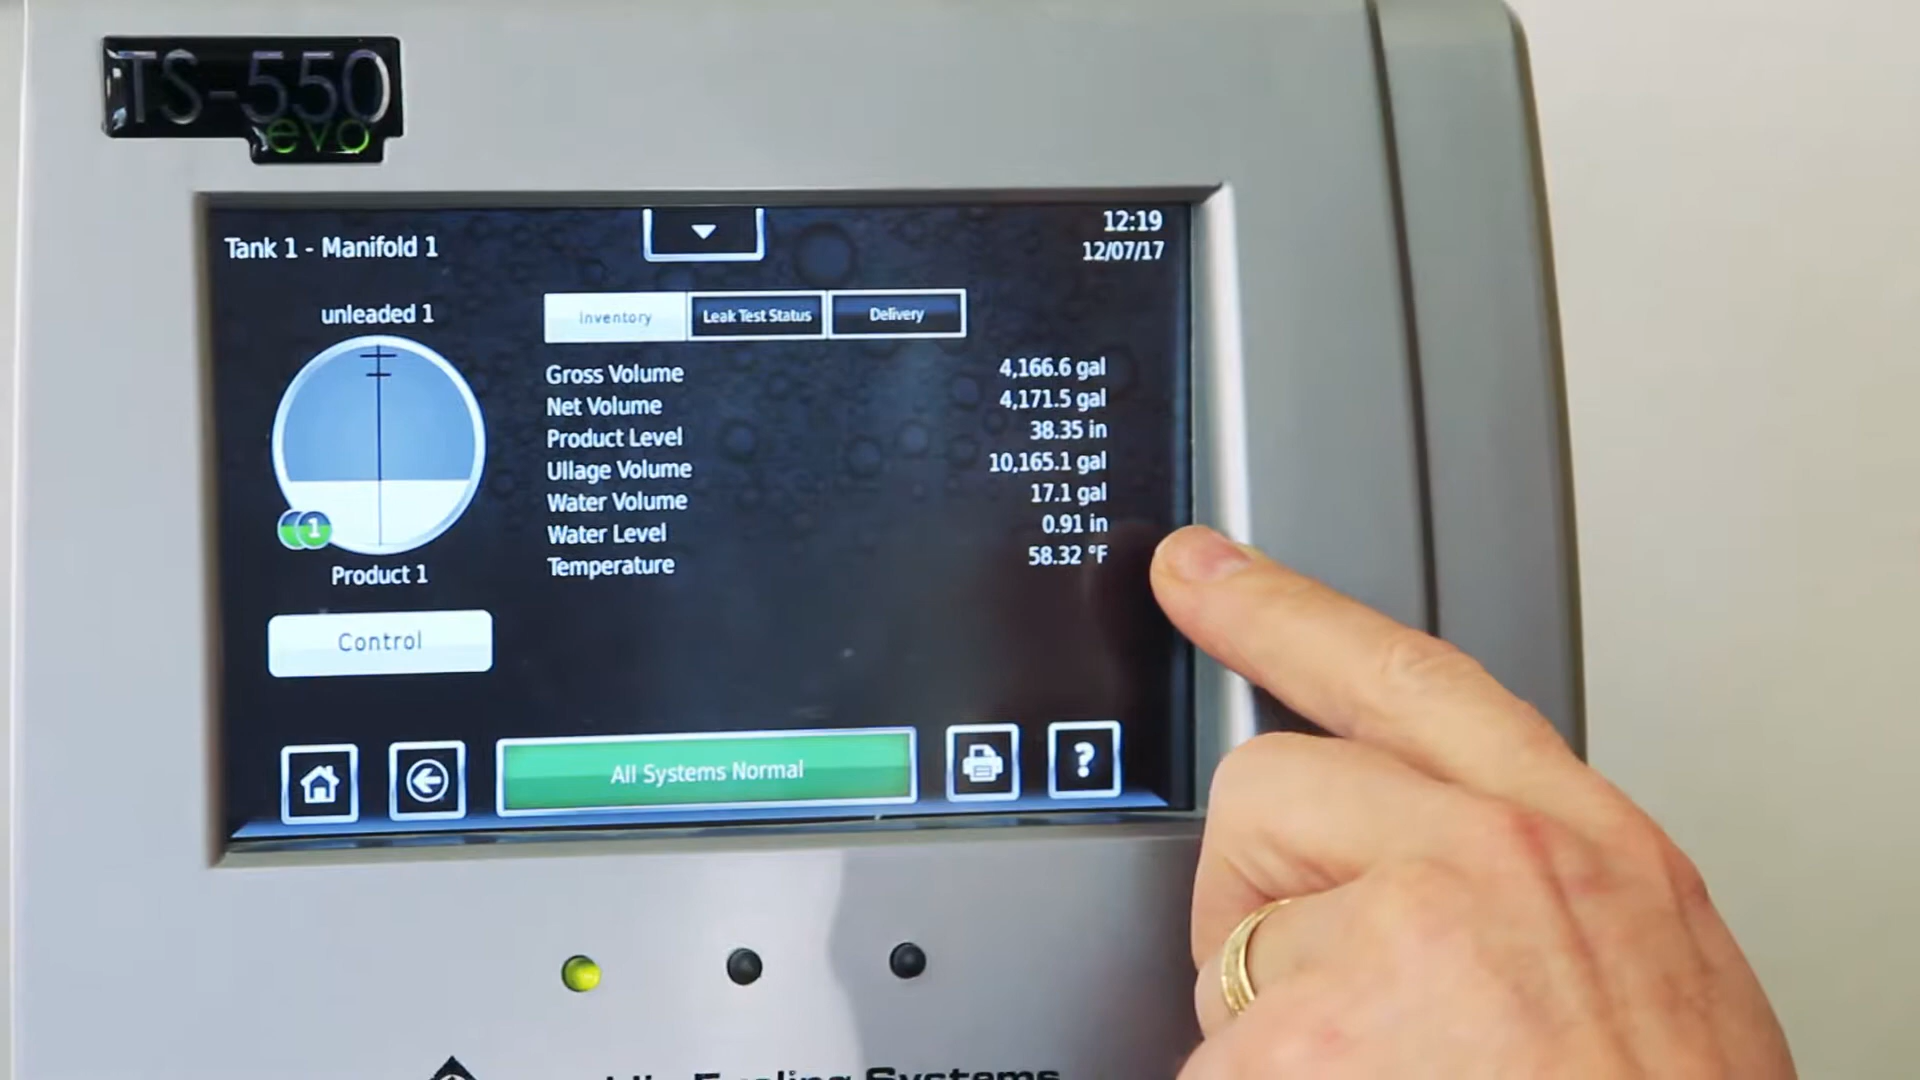 TS-550
evo
12:19
Tank 1 - Manifold 1
12/07/17
unleaded 1
Inventory
Leak Test Status
Delivery
Gross Volume 4,166.6 gal
Net Volume 4,171.5 gal
Product Level 38.35 in
Ullage Volume 10,165.1 gal
Water Volume 17.1 gal
Water Level 0.91 in
Temperature 58.32 °F
1
Product 1
Control
All Systems Normal
?
Fueling Systems